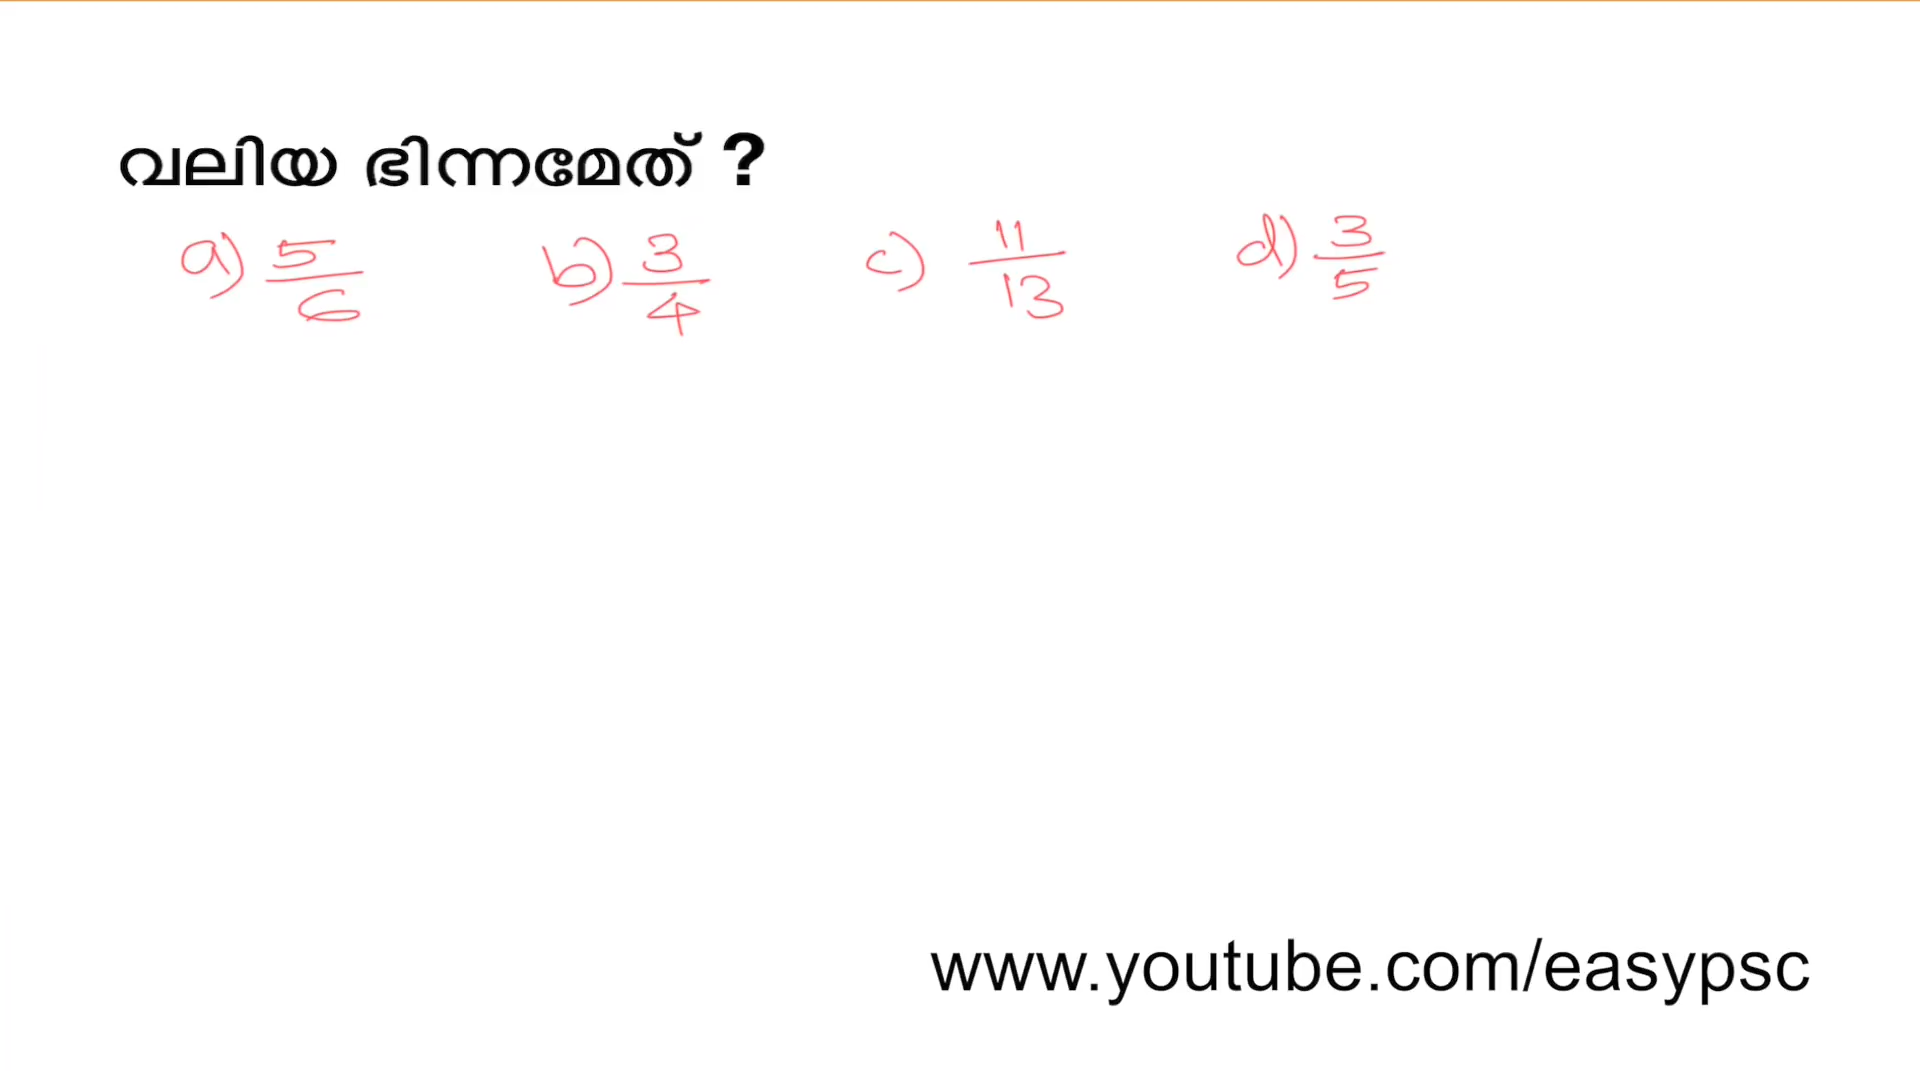 വലിയ ഭിന്നമേത് ?
a) 5/6 b) 3/4 c) 11/13 d) 3/5
www.youtube.com/easypsc